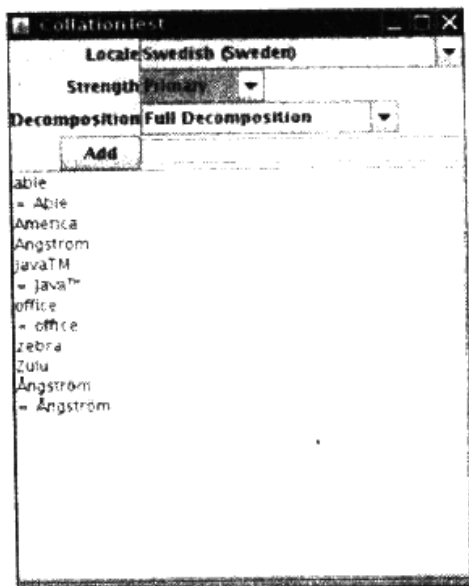 CollationTest
Locale Swedish (Sweden)
Strength Primary
Decomposition Full Decomposition
Add
able
= Able
America
Angstrom
JavaTM
= Java™
office
= office
zebra
Zulu
Ångström
= Ångström